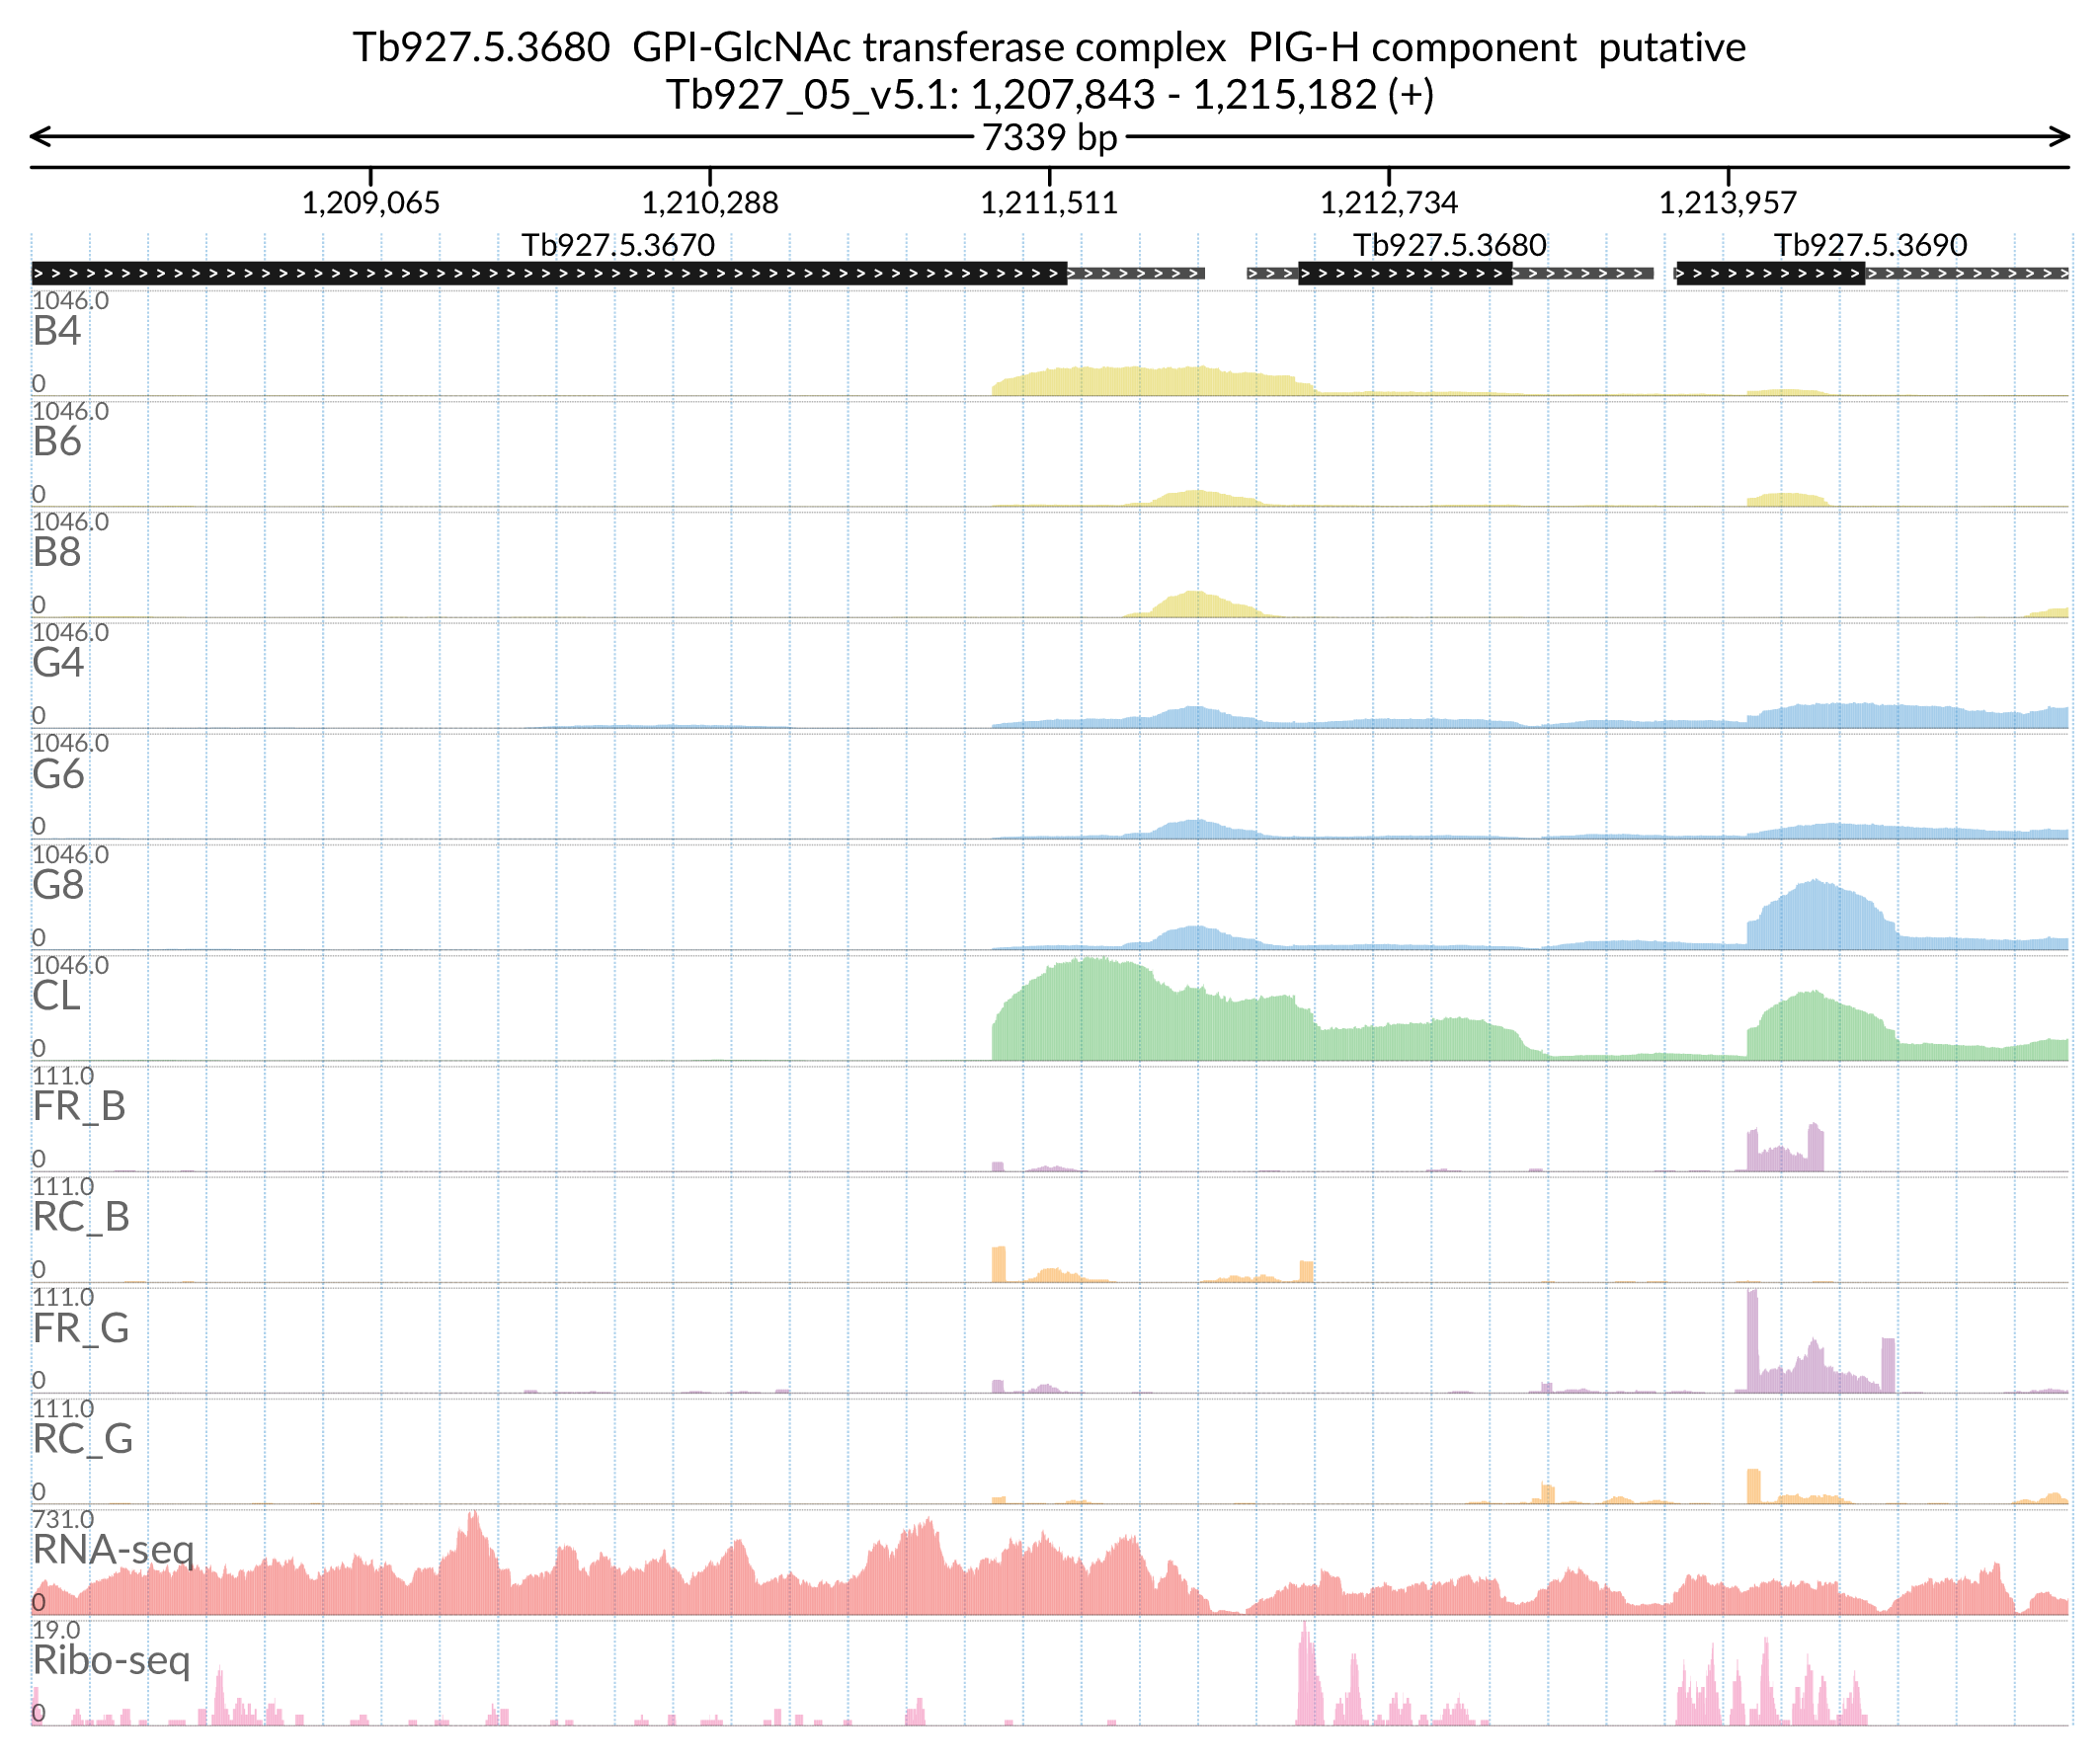 Tb927.5.3680 GPI-GlcNAc transferase complex PIG-H component putative
Tb927_05_v5.1: 1,207,843 - 1,215,182 (+)
7339 bp
1,209,065 1,210,288 1,211,511 1,212,734 1,213,957
Tb927.5.3670 Tb927.5.3680 Tb927.5.3690
1046.0
B4
0
1046.0
B6
0
1046.0
B8
0
1046.0
G4
0
1046.0
G6
0
1046.0
G8
0
1046.0
CL
0
111.0
FR_B
0
111.0
RC_B
0
111.0
FR_G
0
111.0
RC_G
0
731.0
RNA-seq
0
19.0
Ribo-seq
0